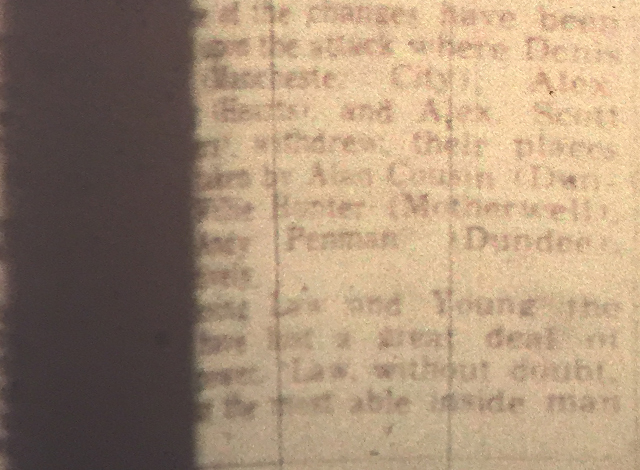 at the changes have been
the attack where Denis
City), Alex
(Hearts), and Alex Scott
withdrew, their places
by Alan Cousin (Dun-
Hunter (Motherwell),
Penman (Dundee),
Law and Young the
lost a great deal of
Law, without doubt,
the most able inside man